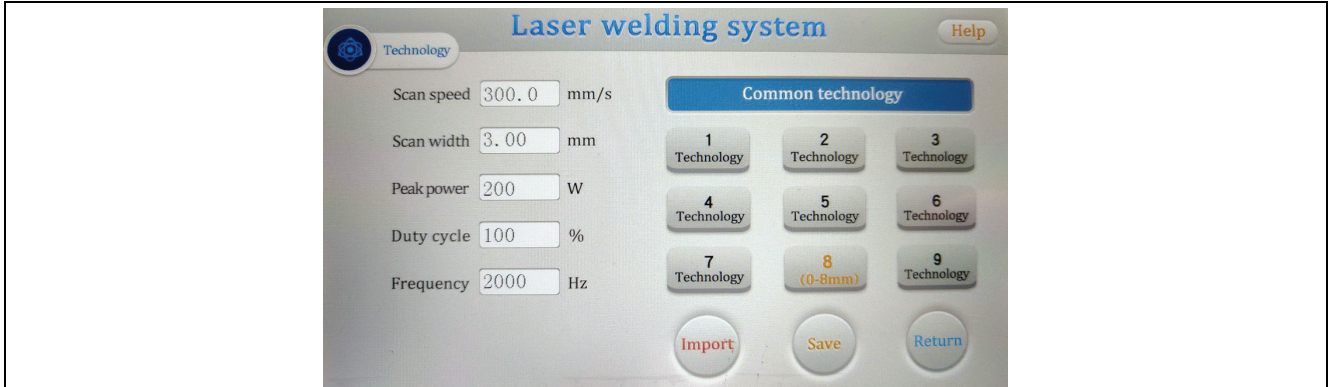 Laser welding system
Help
Technology
Scan speed 300.0 mm/s
Scan width 3.00 mm
Peak power 200 W
Duty cycle 100 %
Frequency 2000 Hz
Common technology
1 2 3
Technology Technology Technology
4 5 6
Technology Technology Technology
7 8 9
Technology (0-8mm) Technology
Import Save Return